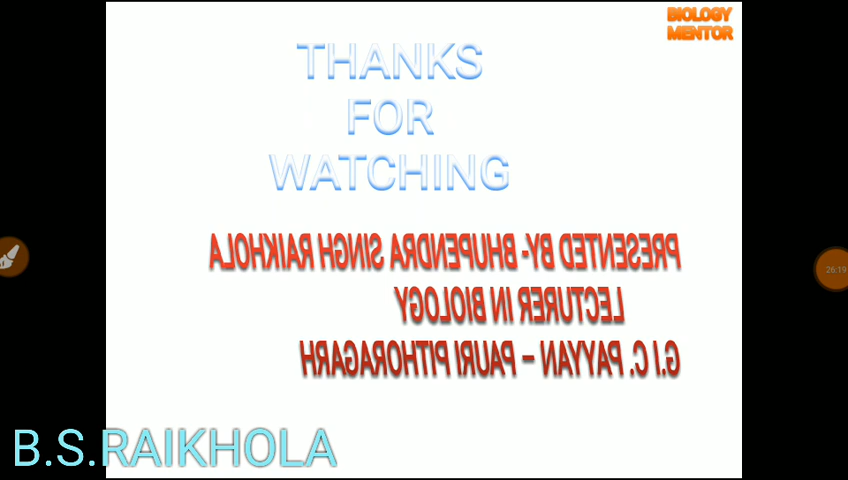 BIOLOGY
MENTOR
THANKS
FOR
WATCHING
PRESENTED BY- BHUPENDRA SINGH RAIKHOLA
LECTURER IN BIOLOGY
G.I.C. PAYYAN – PAURI PITHORAGARH
26:19
B.S.RAIKHOLA